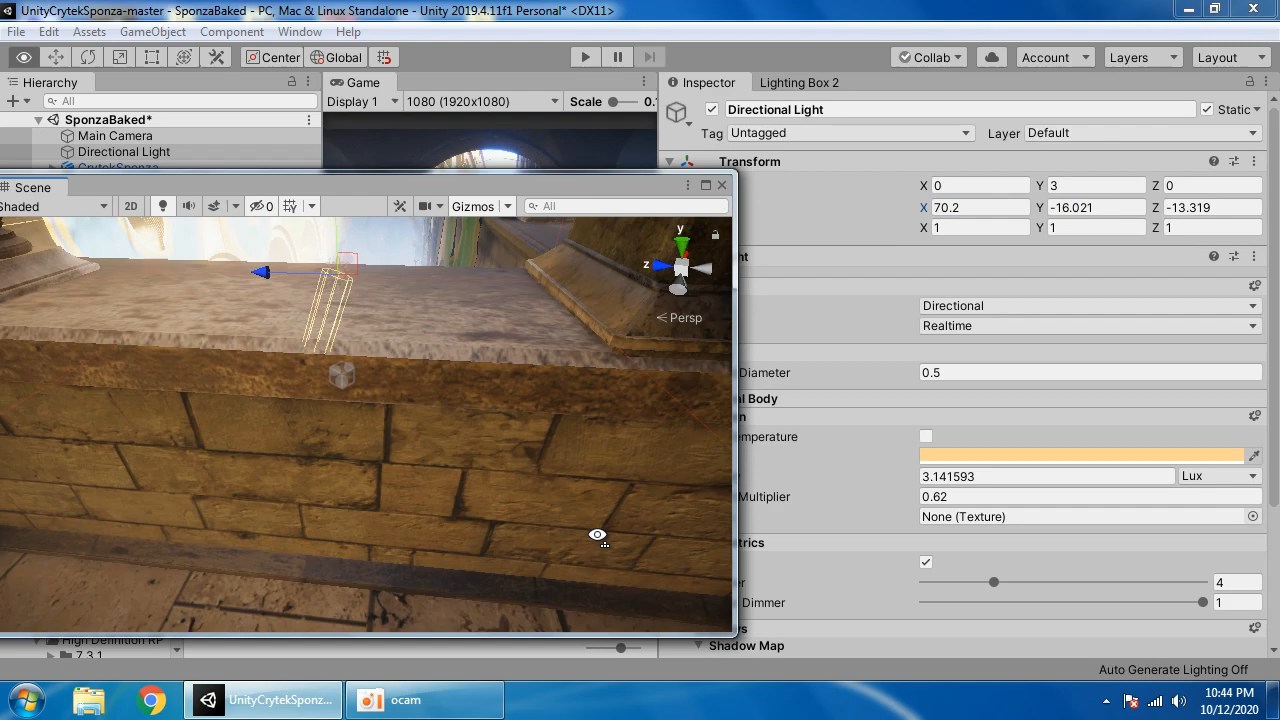 UnityCrytekSponza-master - SponzaBaked - PC, Mac & Linux Standalone - Unity 2019.4.11f1 Personal* <DX11>
File Edit Assets GameObject Component Window Help
Center Global Collab Account Layers Layout
Hierarchy Game Inspector Lighting Box 2
All Display 1 1080 (1920x1080) Scale 0.
SponzaBaked* Directional Light Static
Main Camera Tag Untagged Layer Default
Directional Light
CrytekSponza Transform
Scene X 0 Y 3 Z 0
Shaded 2D 0 Gizmos All X 70.2 Y -16.021 Z -13.319
X 1 Y 1 Z 1
y
z
Persp
Directional
Realtime
Diameter 0.5
Body
emperature
3.141593 Lux
Multiplier 0.62
None (Texture)
trics
4
Dimmer 1
High Definition RP
Shadow Map
7.3.1
Auto Generate Lighting Off
UnityCrytekSponz... ocam 10:44 PM
10/12/2020